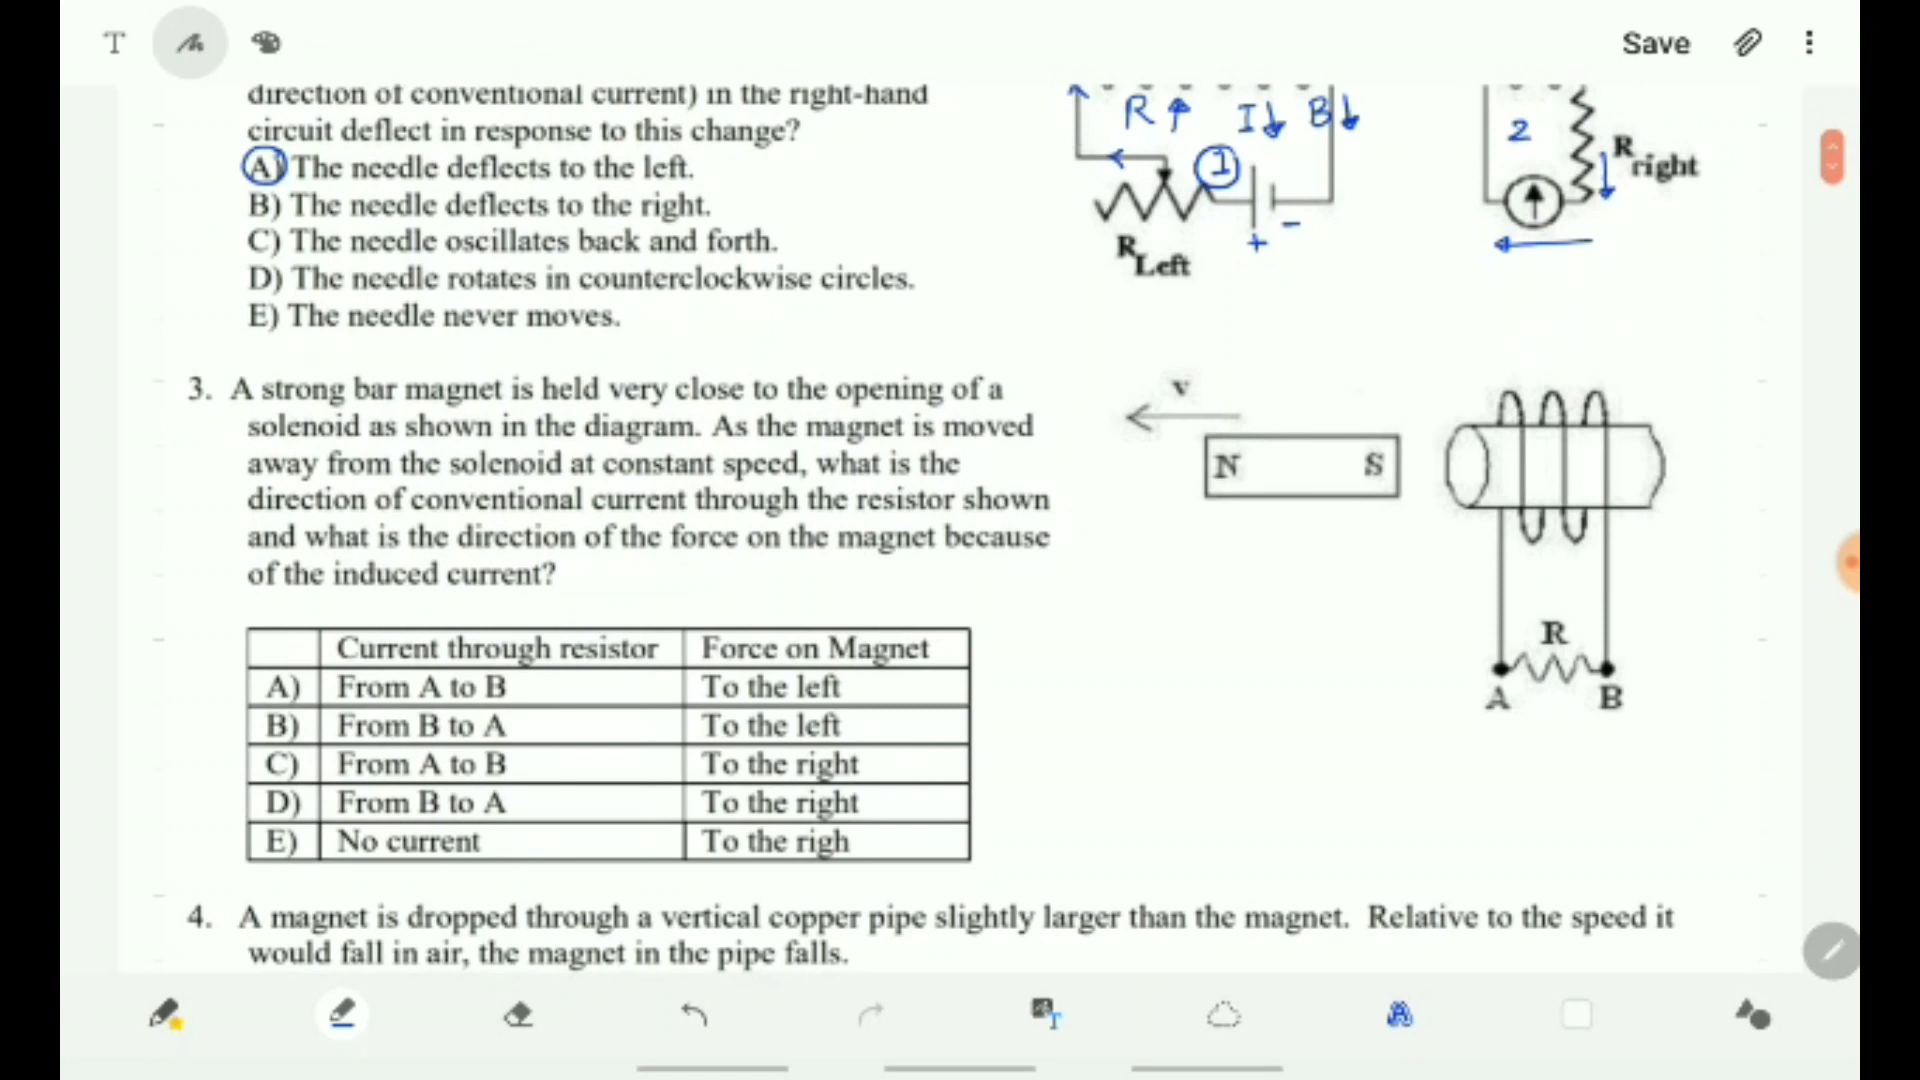 T
Save
direction of conventional current) in the right-hand
circuit deflect in response to this change?
A) The needle deflects to the left.
B) The needle deflects to the right.
C) The needle oscillates back and forth.
D) The needle rotates in counterclockwise circles.
E) The needle never moves.
R↑ I↓ B↓
1
+ -
R Left
2
R right
3. A strong bar magnet is held very close to the opening of a
solenoid as shown in the diagram. As the magnet is moved
away from the solenoid at constant speed, what is the
direction of conventional current through the resistor shown
and what is the direction of the force on the magnet because
of the induced current?
v
N S
R
A B
Current through resistor Force on Magnet
A) From A to B To the left
B) From B to A To the left
C) From A to B To the right
D) From B to A To the right
E) No current To the righ
4. A magnet is dropped through a vertical copper pipe slightly larger than the magnet. Relative to the speed it
would fall in air, the magnet in the pipe falls.
T
A